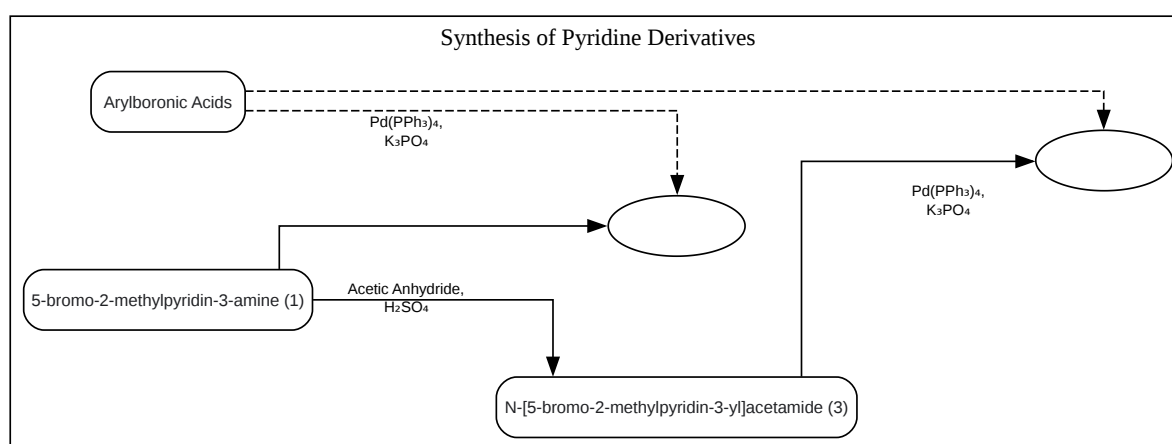 Synthesis of Pyridine Derivatives
Arylboronic Acids
Pd(PPh₃)₄,
K₃PO₄
Pd(PPh₃)₄,
K₃PO₄
5-bromo-2-methylpyridin-3-amine (1)
Acetic Anhydride,
H₂SO₄
N-[5-bromo-2-methylpyridin-3-yl]acetamide (3)